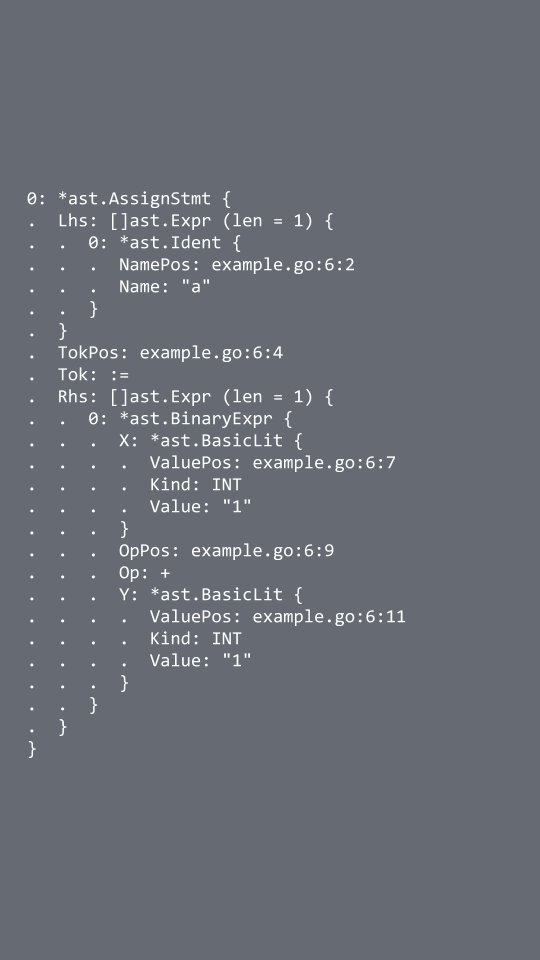 0: *ast.AssignStmt {
.  Lhs: []ast.Expr (len = 1) {
.  .  0: *ast.Ident {
.  .  .  NamePos: example.go:6:2
.  .  .  Name: "a"
.  .  }
.  }
.  TokPos: example.go:6:4
.  Tok: :=
.  Rhs: []ast.Expr (len = 1) {
.  .  0: *ast.BinaryExpr {
.  .  .  X: *ast.BasicLit {
.  .  .  .  ValuePos: example.go:6:7
.  .  .  .  Kind: INT
.  .  .  .  Value: "1"
.  .  .  }
.  .  .  OpPos: example.go:6:9
.  .  .  Op: +
.  .  .  Y: *ast.BasicLit {
.  .  .  .  ValuePos: example.go:6:11
.  .  .  .  Kind: INT
.  .  .  .  Value: "1"
.  .  .  }
.  .  }
.  }
}